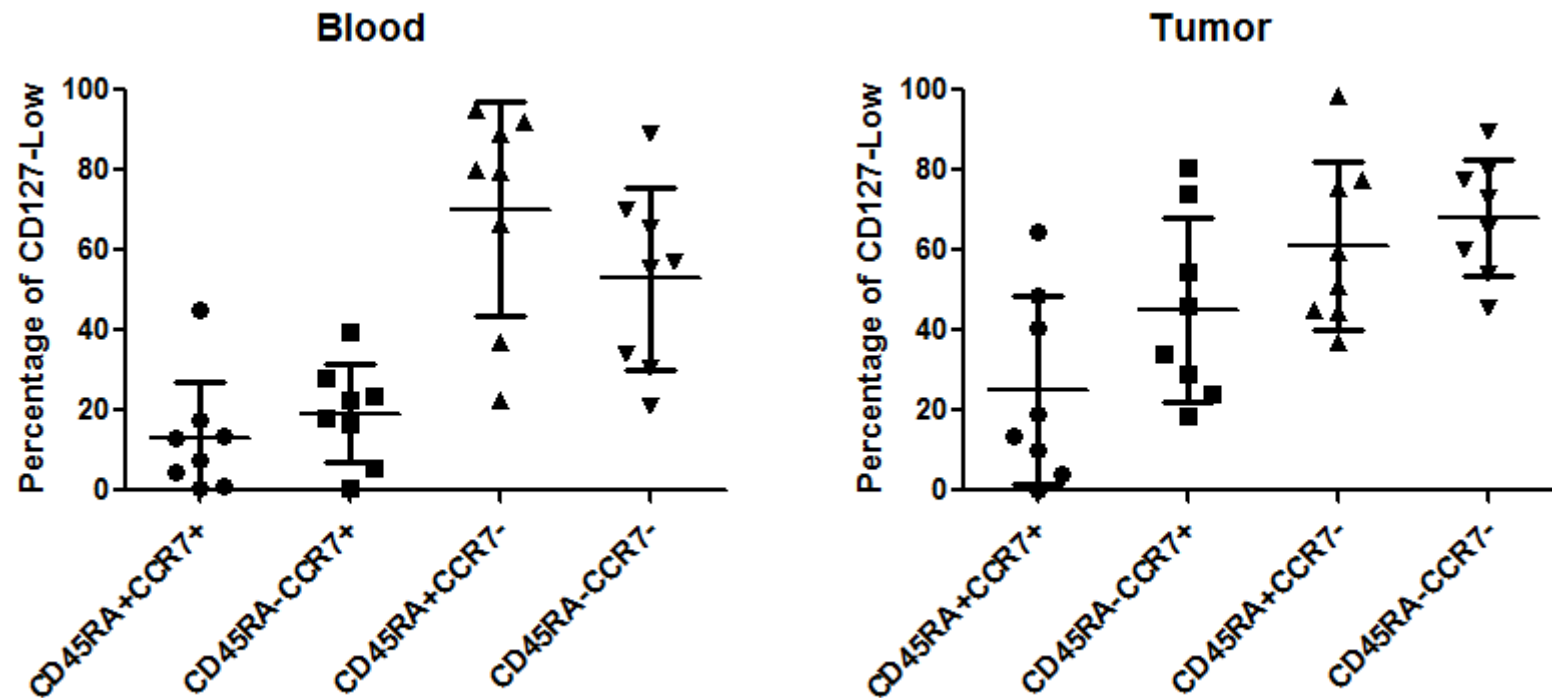 Blood
Percentage of CD127-Low
100
80
60
40
20
0
CD45RA+CCR7+
CD45RA-CCR7+
CD45RA+CCR7-
CD45RA-CCR7-
Tumor
Percentage of CD127-Low
100
80
60
40
20
0
CD45RA+CCR7+
CD45RA-CCR7+
CD45RA+CCR7-
CD45RA-CCR7-